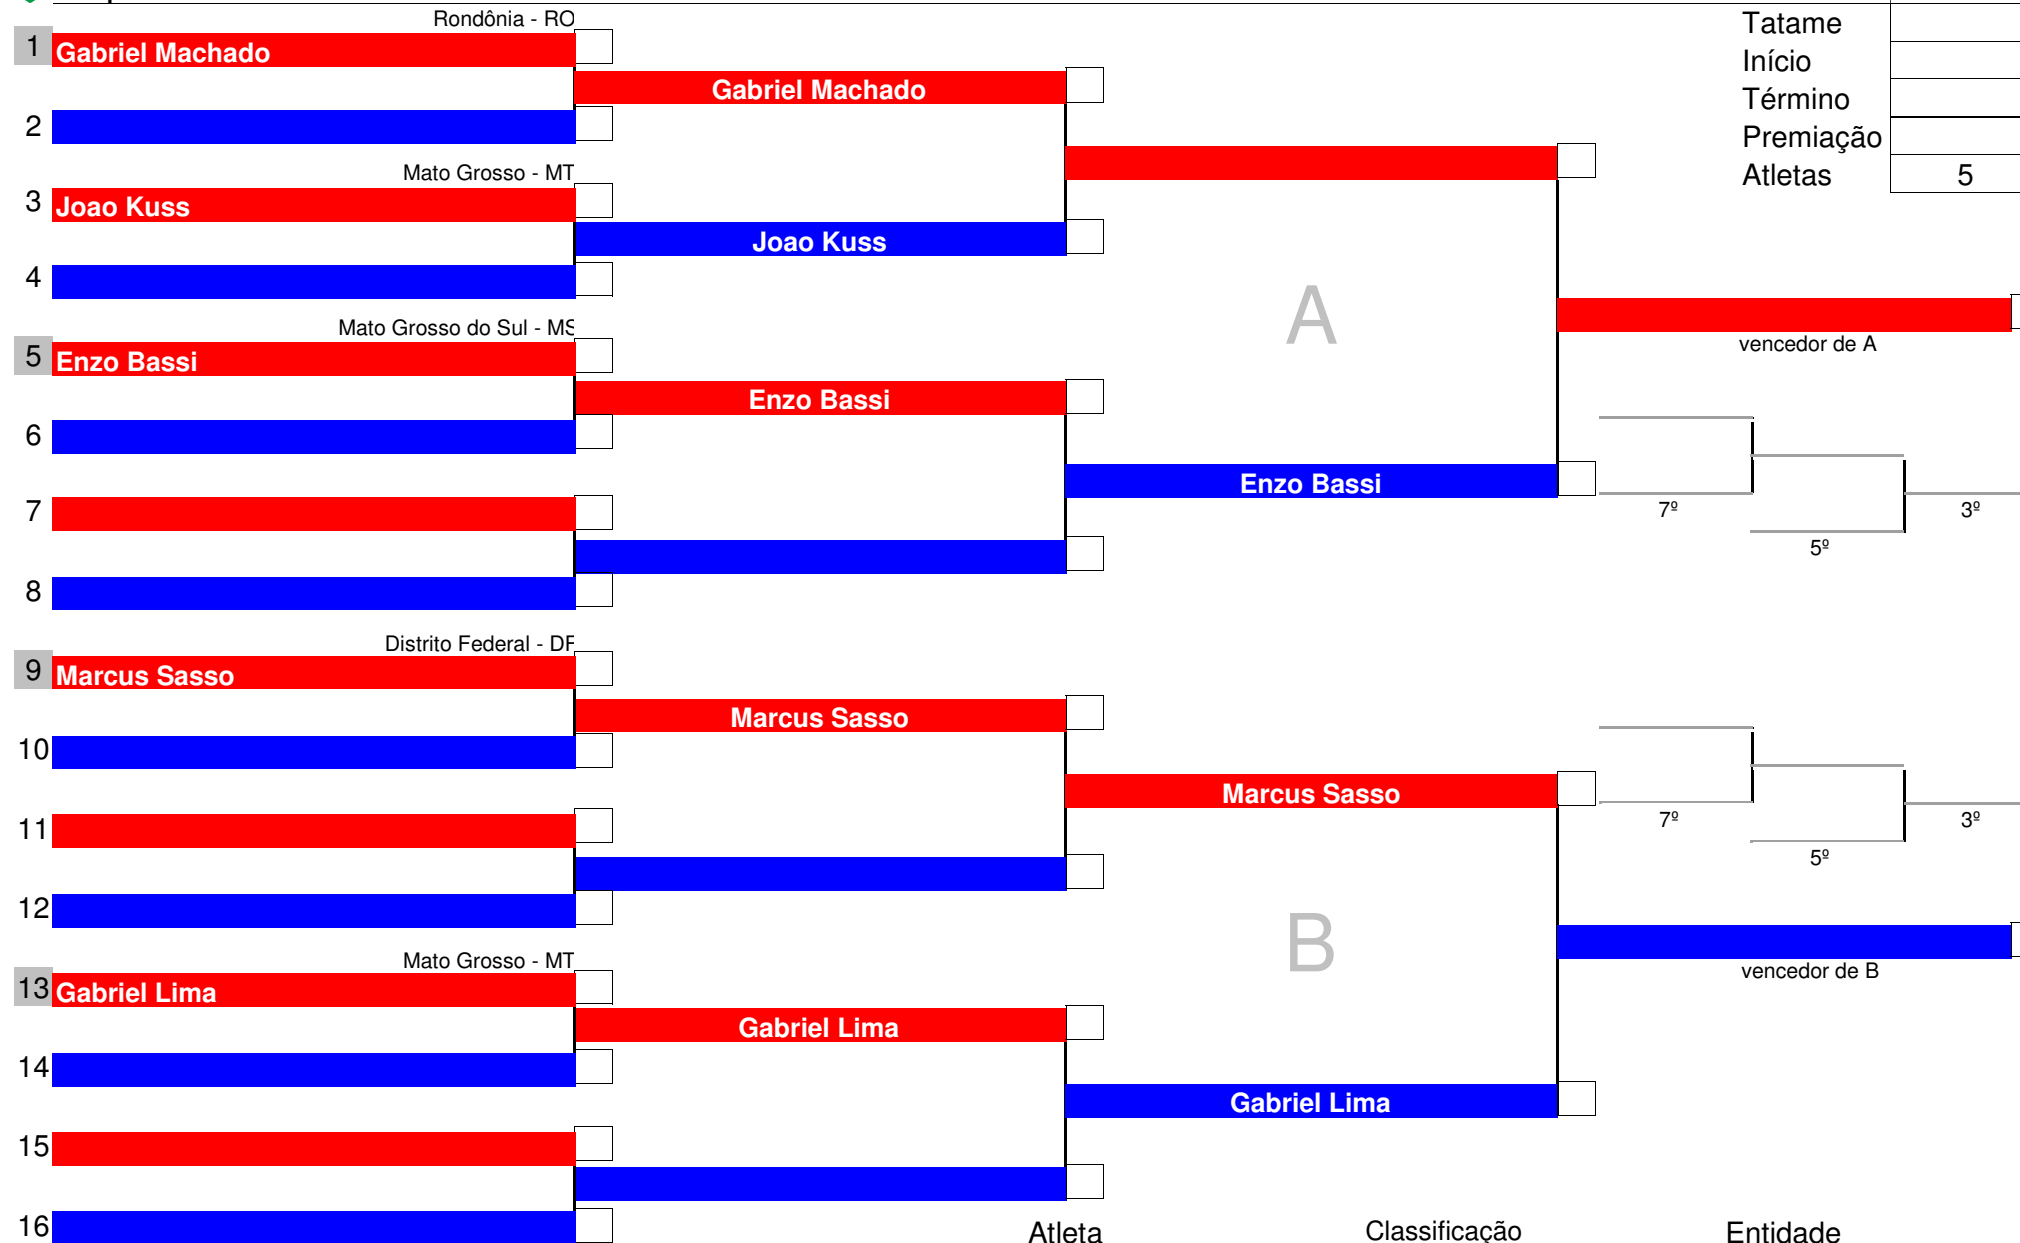 Rondônia - RO
Tatame
1 Gabriel Machado
Início
Gabriel Machado
Término
2
Premiação
Mato Grosso - MT
Atletas 5
3 Joao Kuss
Joao Kuss
4
A
Mato Grosso do Sul - MS
vencedor de A
5 Enzo Bassi
Enzo Bassi
6
Enzo Bassi
7
7º 3º
5º
8
Distrito Federal - DF
9 Marcus Sasso
Marcus Sasso
10
Marcus Sasso
11
7º 3º
5º
12
B
Mato Grosso - MT
vencedor de B
13 Gabriel Lima
Gabriel Lima
14
Gabriel Lima
15
16
Atleta Classificação Entidade